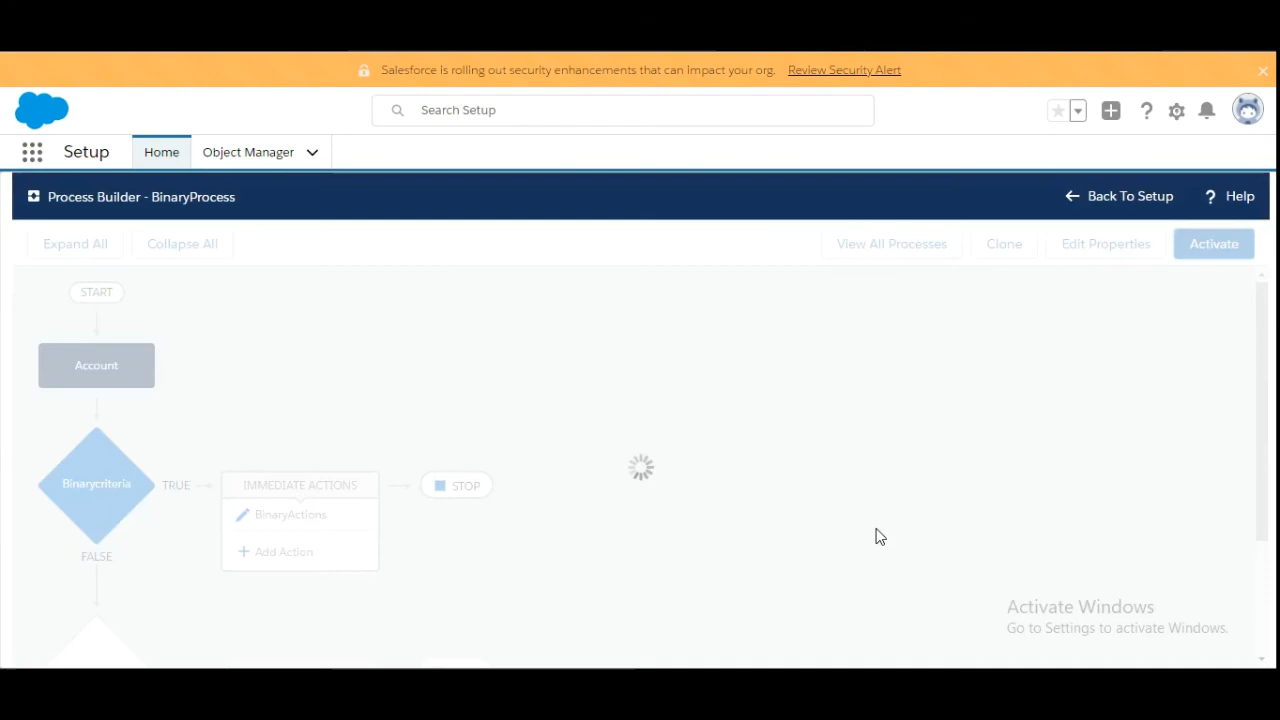 Salesforce is rolling out security enhancements that can impact your org. Review Security Alert
Search Setup
Setup Home Object Manager
Process Builder - BinaryProcess Back To Setup ? Help
Expand All Collapse All View All Processes Clone Edit Properties Activate
START
Account
Binarycriteria TRUE IMMEDIATE ACTIONS STOP
BinaryActions
+ Add Action
FALSE
Activate Windows
Go to Settings to activate Windows.